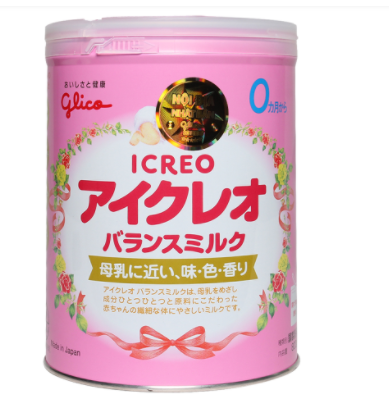 おいしさと健康
glico
0ヵ月から
ICREO
アイクレオ
バランスミルク
母乳に近い、味・色・香り
アイクレオ バランスミルクは、母乳をめざし
成分ひとつひとつと原料にこだわった
赤ちゃんの繊細な体にやさしいミルクです。
Made in Japan